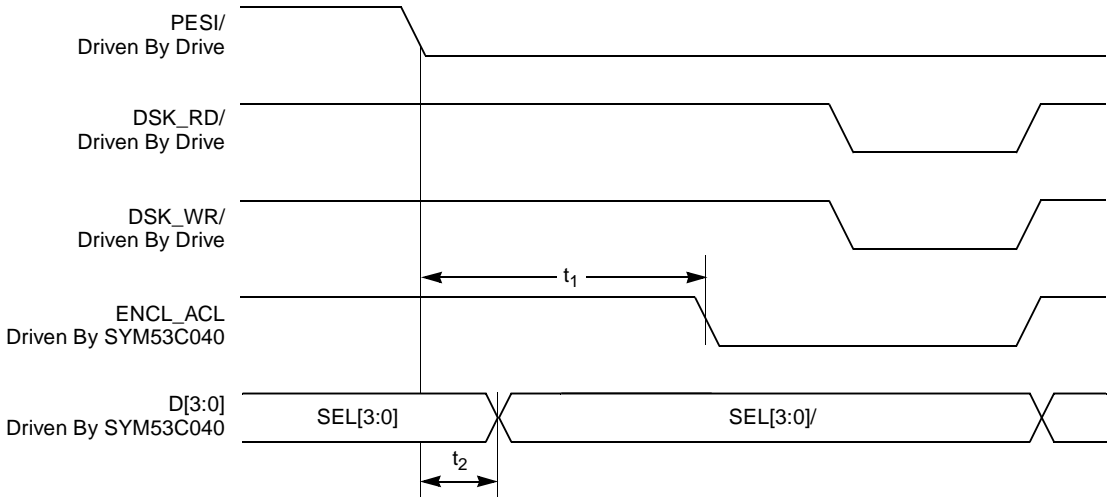 PESI/
Driven By Drive
DSK_RD/
Driven By Drive
DSK_WR/
Driven By Drive
t1
ENCL_ACL
Driven By SYM53C040
D[3:0]
Driven By SYM53C040
SEL[3:0]
SEL[3:0]/
t2